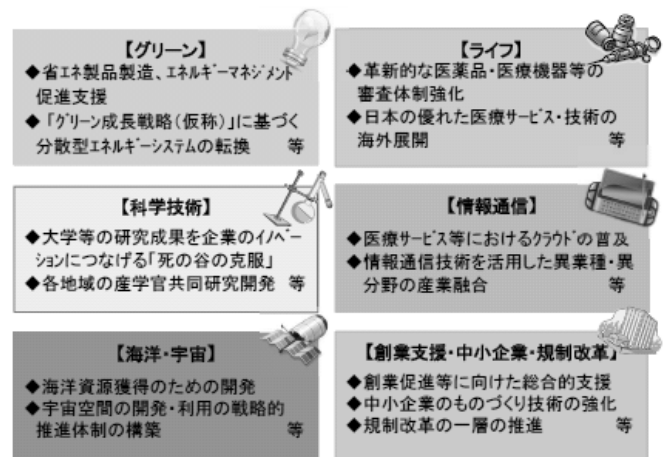 【グリーン】
◆省エネ製品製造、エネルギーマネジメント
促進支援
◆「グリーン成長戦略(仮称)」に基づく
分散型エネルギーシステムの転換 等
【ライフ】
◆革新的な医薬品・医療機器等の
審査体制強化
◆日本の優れた医療サービス・技術の
海外展開 等
【科学技術】
◆大学等の研究成果を企業のイノベー
ションにつなげる「死の谷の克服」
◆各地域の産学官共同研究開発 等
【情報通信】
◆医療サービス等におけるクラウドの普及
◆情報通信技術を活用した異業種・異
分野の産業融合 等
【海洋・宇宙】
◆海洋資源獲得のための開発
◆宇宙空間の開発・利用の戦略的
推進体制の構築 等
【創業支援・中小企業・規制改革】
◆創業促進等に向けた総合的支援
◆中小企業のものづくり技術の強化
◆規制改革の一層の推進 等